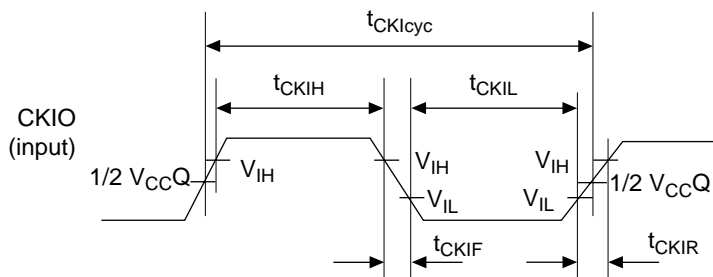 tCKIcyc
tCKIH
tCKIL
CKIO
(input)
VIH
VIH
VIH
1/2 VCCQ
1/2 VCCQ
VIL
VIL
tCKIF
tCKIR